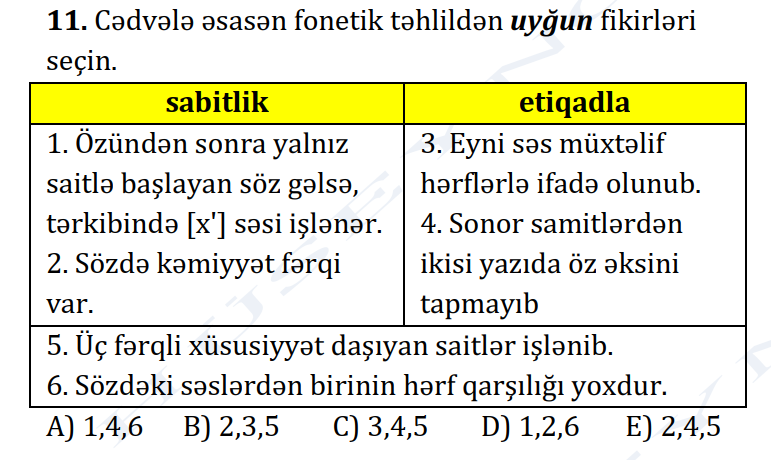 11. Cədvələ əsasən fonetik təhlildən uyğun fikirləri
seçin.
sabitlik
etiqadla
1. Özündən sonra yalnız
saitlə başlayan söz gəlsə,
tərkibində [x'] səsi işlənər.
2. Sözdə kəmiyyət fərqi
var.
3. Eyni səs müxtəlif
hərflərlə ifadə olunub.
4. Sonor samitlərdən
ikisi yazıda öz əksini
tapmayıb
5. Üç fərqli xüsusiyyət daşıyan saitlər işlənib.
6. Sözdəki səslərdən birinin hərf qarşılığı yoxdur.
A) 1,4,6 B) 2,3,5 C) 3,4,5 D) 1,2,6 E) 2,4,5